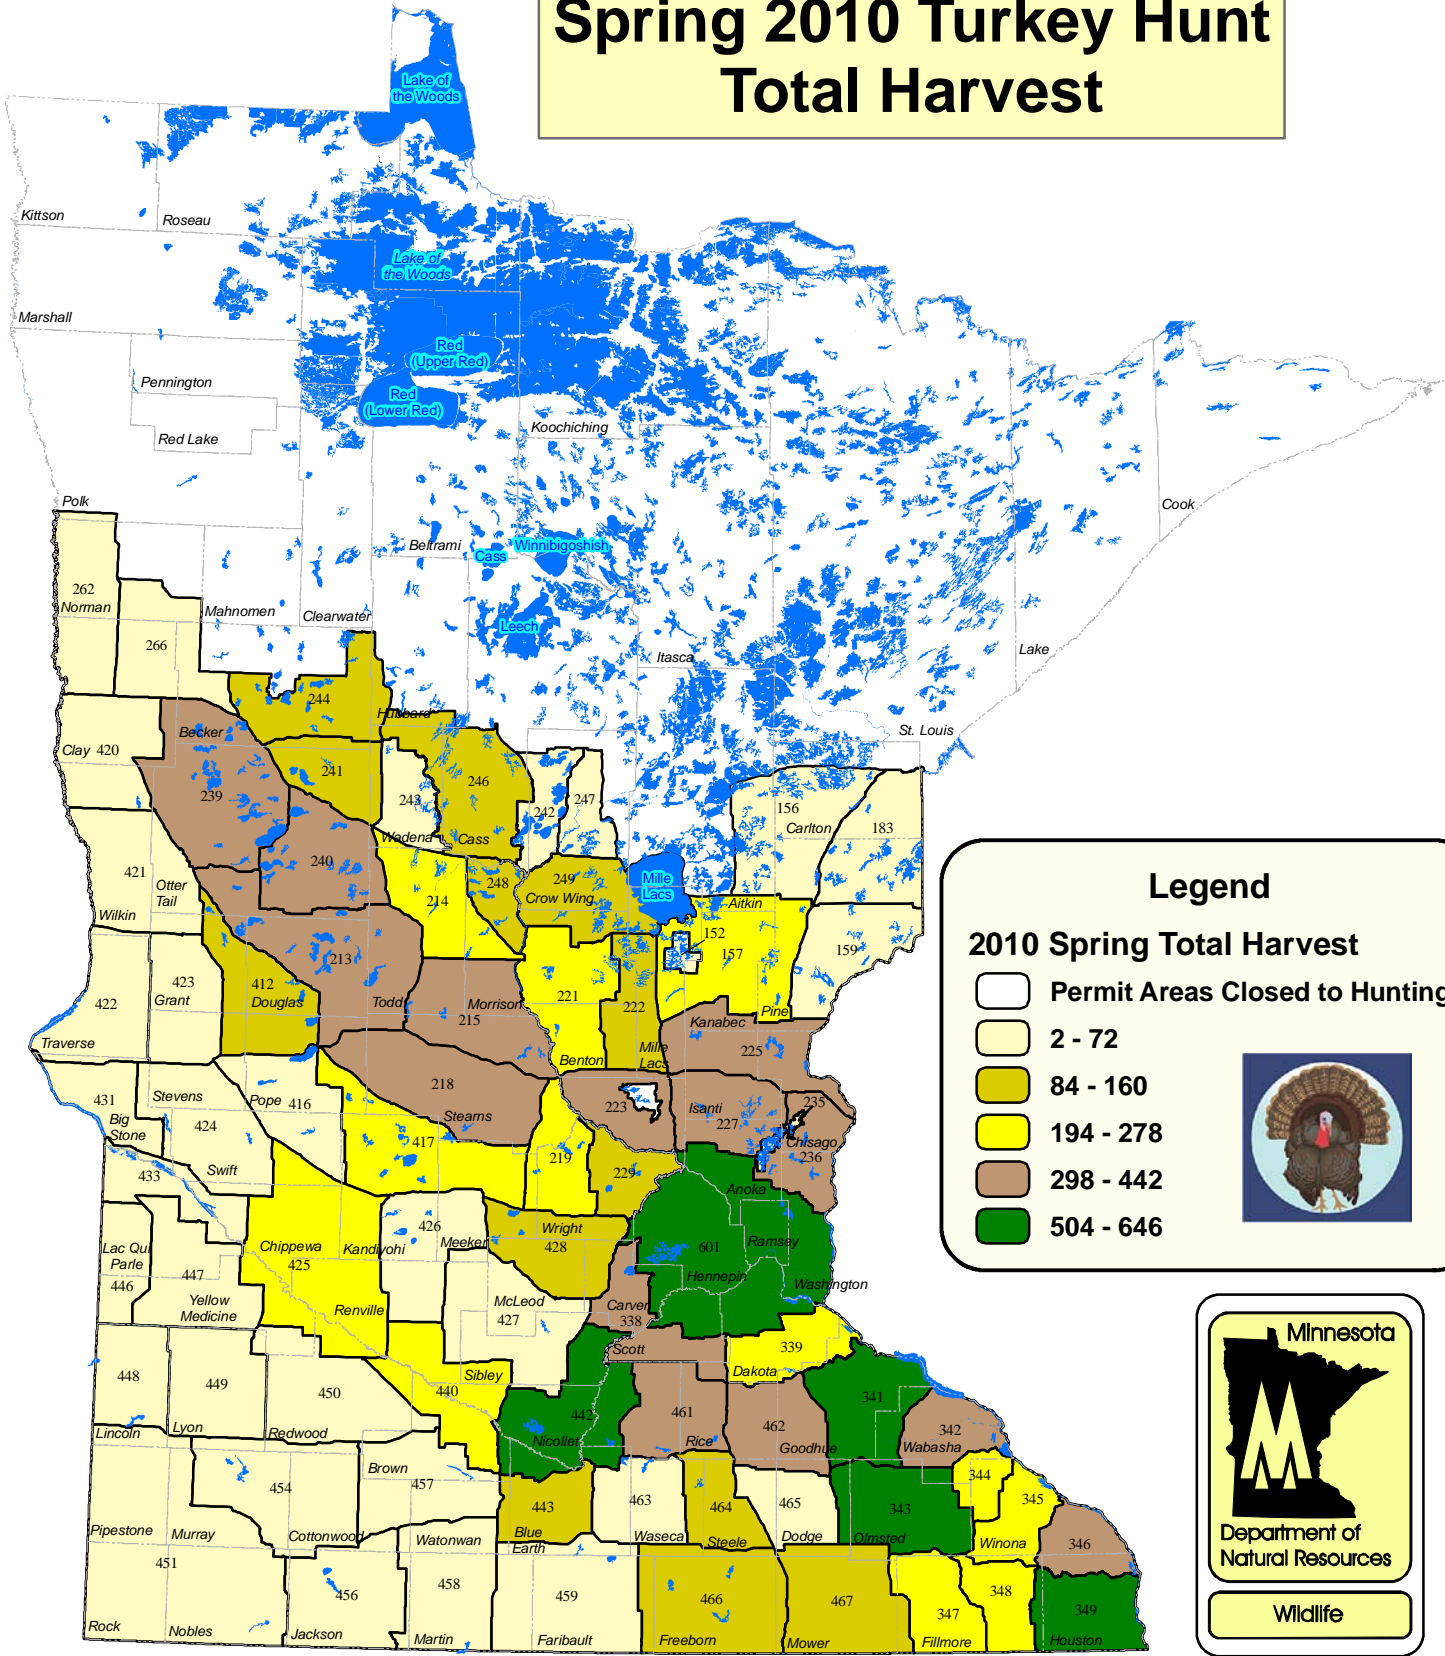 Spring 2010 Turkey Hunt
Total Harvest
Lake of
the Woods
Kittson
Roseau
Lake of
the Woods
Marshall
Red
(Upper Red)
Pennington
Red
(Lower Red)
Koochiching
Red Lake
Polk
Cook
Beltrami
Cass
Winnibigoshish
262
Norman
Mahnomen
Clearwater
Leech
266
Itasca
Lake
244
Hubbard
Becker
St. Louis
Clay 420
241
239
243
246
242
247
156
Carlton
183
Wadena
Cass
240
421
Otter
Tail
248
249
Crow Wing
Mille
Lacs
214
Aitkin
Wilkin
152
157
159
213
423
Grant
412
Douglas
422
Todd
Morrison
215
221
222
Pine
Kanabec
Traverse
Benton
Mille
Lacs
225
218
431
Big
Stone
Stevens
424
Pope
416
Stearns
223
Isanti
227
235
Chisago
236
417
219
229
Swift
433
Anoka
426
Meeker
Wright
428
Lac Qui
Parle
446
Chippewa
425
Kandiyohi
601
Ramsey
Hennepin
Washington
447
Yellow
Medicine
Renville
McLeod
427
Carver
338
Scott
339
Dakota
448
449
450
Sibley
440
341
442
461
462
342
Wabasha
Lincoln
Lyon
Redwood
Nicollet
Rice
Goodhue
Brown
457
454
344
345
443
463
464
465
343
Pipestone
Murray
Cottonwood
Watonwan
Blue
Earth
Waseca
Steele
Dodge
Olmsted
Winona
346
451
456
458
459
466
467
347
348
349
Rock
Nobles
Jackson
Martin
Faribault
Freeborn
Mower
Fillmore
Houston
Legend
2010 Spring Total Harvest
Permit Areas Closed to Hunting
2 - 72
84 - 160
194 - 278
298 - 442
504 - 646
Minnesota
Department of
Natural Resources
Wildlife